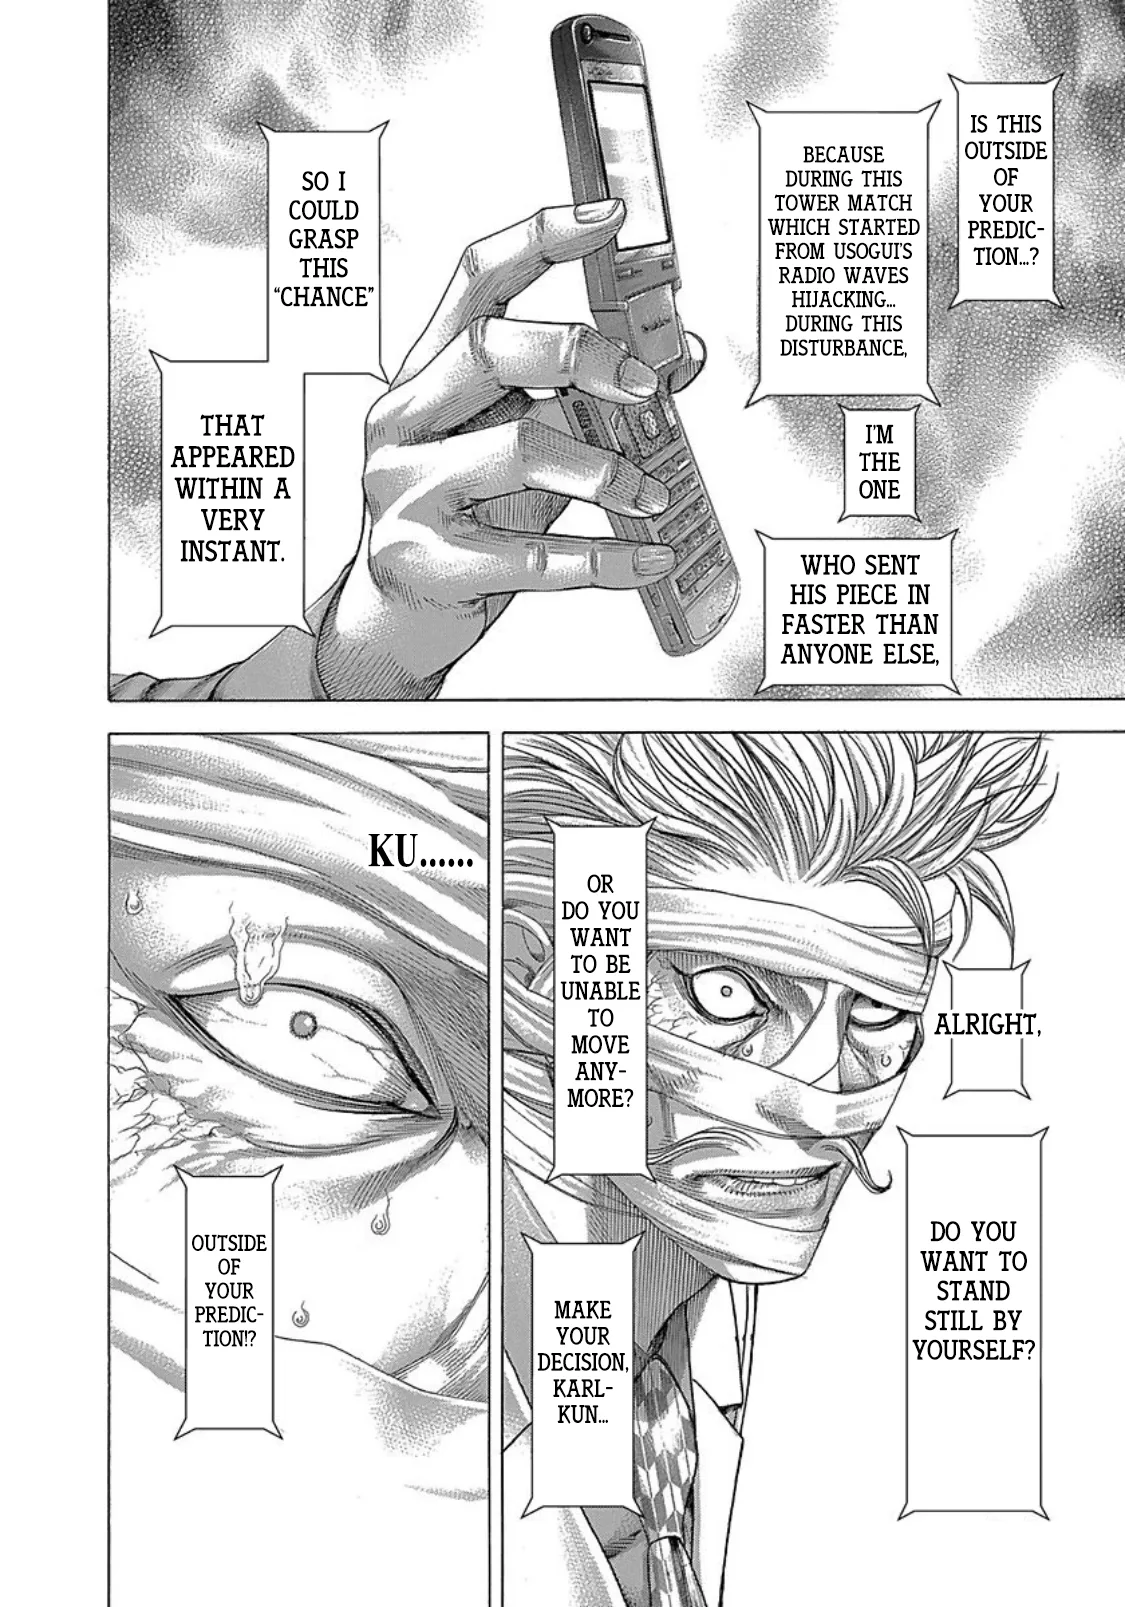 IS THIS
OUTSIDE
OF
YOUR
PREDIC-
TION...?
BECAUSE
DURING THIS
TOWER MATCH
WHICH STARTED
FROM USOGUI'S
RADIO WAVES
HIJACKING...
DURING THIS
DISTURBANCE,
I'M
THE
ONE
WHO SENT
HIS PIECE IN
FASTER THAN
ANYONE ELSE,
SO I
COULD
GRASP
THIS
"CHANCE"
THAT
APPEARED
WITHIN A
VERY
INSTANT.
ALRIGHT,
DO YOU
WANT TO
STAND
STILL BY
YOURSELF?
OR
DO YOU
WANT
TO BE
UNABLE
TO
MOVE
ANY-
MORE?
MAKE
YOUR
DECISION,
KARL-
KUN...
KU......
OUTSIDE
OF
YOUR
PREDIC-
TION!?